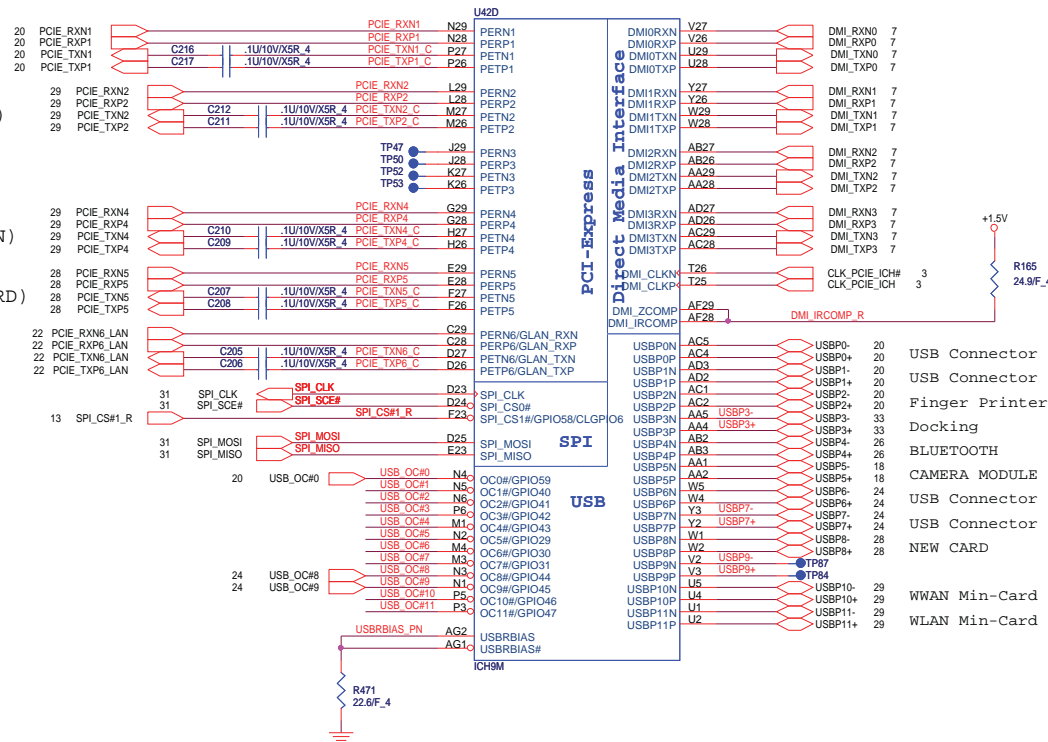 U42D
20 PCIE_RXN1 PCIE_RXN1 N29 PERN1 DMI0RXN V27 DMI_RXN0 7
20 PCIE_RXP1 PCIE_RXP1 N28 PERP1 DMI0RXP V26 DMI_RXP0 7
20 PCIE_TXN1 C216 .1U/10V/X5R_4 PCIE_TXN1_C P27 PETN1 DMI0TXN U29 DMI_TXN0 7
20 PCIE_TXP1 C217 .1U/10V/X5R_4 PCIE_TXP1_C P26 PETP1 DMI0TXP U28 DMI_TXP0 7
29 PCIE_RXN2 PCIE_RXN2 L29 PERN2 DMI1RXN Y27 DMI_RXN1 7
29 PCIE_RXP2 PCIE_RXP2 L28 PERP2 DMI1RXP Y26 DMI_RXP1 7
) 29 PCIE_TXN2 C212 .1U/10V/X5R_4 PCIE_TXN2_C M27 PETN2 DMI1TXN W29 DMI_TXN1 7
29 PCIE_TXP2 C211 .1U/10V/X5R_4 PCIE_TXP2_C M26 PETP2 DMI1TXP W28 DMI_TXP1 7
TP47 J29 PERN3 DMI2RXN AB27 DMI_RXN2 7
TP50 J28 PERP3 DMI2RXP AB26 DMI_RXP2 7
TP52 K27 PETN3 DMI2TXN AA29 DMI_TXN2 7
TP53 K26 PETP3 DMI2TXP AA28 DMI_TXP2 7
PCI-Express
Direct Media Interface
29 PCIE_RXN4 PCIE_RXN4 G29 PERN4 DMI3RXN AD27 DMI_RXN3 7
29 PCIE_RXP4 PCIE_RXP4 G28 PERP4 DMI3RXP AD26 DMI_RXP3 7
N) 29 PCIE_TXN4 C210 .1U/10V/X5R_4 PCIE_TXN4_C H27 PETN4 DMI3TXN AC29 DMI_TXN3 7
29 PCIE_TXP4 C209 .1U/10V/X5R_4 PCIE_TXP4_C H26 PETP4 DMI3TXP AC28 DMI_TXP3 7
+1.5V
28 PCIE_RXN5 PCIE_RXN5 E29 PERN5 DMI_CLKN T26 CLK_PCIE_ICH# 3
28 PCIE_RXP5 PCIE_RXP5 E28 PERP5 DMI_CLKP T25 CLK_PCIE_ICH 3
R165
24.9/F_4
RD) 28 PCIE_TXN5 C207 .1U/10V/X5R_4 PCIE_TXN5_C F27 PETN5
28 PCIE_TXP5 C208 .1U/10V/X5R_4 PCIE_TXP5_C F26 PETP5 DMI_ZCOMP AF29
DMI_IRCOMP AF28 DMI_IRCOMP_R
22 PCIE_RXN6_LAN C29 PERN6/GLAN_RXN
22 PCIE_RXP6_LAN C28 PERP6/GLAN_RXP USBP0N AC5 USBP0- 20
22 PCIE_TXN6_LAN C205 .1U/10V/X5R_4 PCIE_TXN6_C D27 PETN6/GLAN_TXN USBP0P AC4 USBP0+ 20 USB Connector
22 PCIE_TXP6_LAN C206 .1U/10V/X5R_4 PCIE_TXP6_C D26 PETP6/GLAN_TXP USBP1N AD3 USBP1- 20
USBP1P AD2 USBP1+ 20 USB Connector
31 SPI_CLK SPI_CLK D23 SPI_CLK USBP2N AC1 USBP2- 20
31 SPI_SCE# SPI_SCE# D24 SPI_CS0# USBP2P AC2 USBP2+ 20 Finger Printer
13 SPI_CS#1_R SPI_CS#1_R F23 SPI_CS1#/GPIO58/CLGPIO6 USBP3N AA5 USBP3- USBP3- 33
USBP3P AA4 USBP3+ USBP3+ 33 Docking
31 SPI_MOSI SPI_MOSI D25 SPI_MOSI SPI USBP4N AB2 USBP4- 26
31 SPI_MISO SPI_MISO E23 SPI_MISO USBP4P AB3 USBP4+ 26 BLUETOOTH
USBP5N AA1 USBP5- 18
20 USB_OC#0 USB_OC#0 N4 OC0#/GPIO59 USBP5P AA2 USBP5+ 18 CAMERA MODULE
USB_OC#1 N5 OC1#/GPIO40 USBP6N W5 USBP6- 24
USB_OC#2 N6 OC2#/GPIO41 USB USBP6P W4 USBP6+ 24 USB Connector
USB_OC#3 P6 OC3#/GPIO42 USBP7N Y3 USBP7- USBP7- 24
USB_OC#4 M1 OC4#/GPIO43 USBP7P Y2 USBP7+ USBP7+ 24 USB Connector
USB_OC#5 N2 OC5#/GPIO29 USBP8N W1 USBP8- 28
USB_OC#6 M4 OC6#/GPIO30 USBP8P W2 USBP8+ 28 NEW CARD
USB_OC#7 M3 OC7#/GPIO31 USBP9N V2 USBP9- TP87
24 USB_OC#8 USB_OC#8 N3 OC8#/GPIO44 USBP9P V3 USBP9+ TP84
24 USB_OC#9 USB_OC#9 N1 OC9#/GPIO45 USBP10N U5 USBP10- 29
USB_OC#10 P5 OC10#/GPIO46 USBP10P U4 USBP10+ 29 WWAN Min-Card
USB_OC#11 P3 OC11#/GPIO47 USBP11N U1 USBP11- 29
USBP11P U2 USBP11+ 29 WLAN Min-Card
USBRBIAS_PN AG2 USBRBIAS
AG1 USBRBIAS#
ICH9M
R471
22.6/F_4